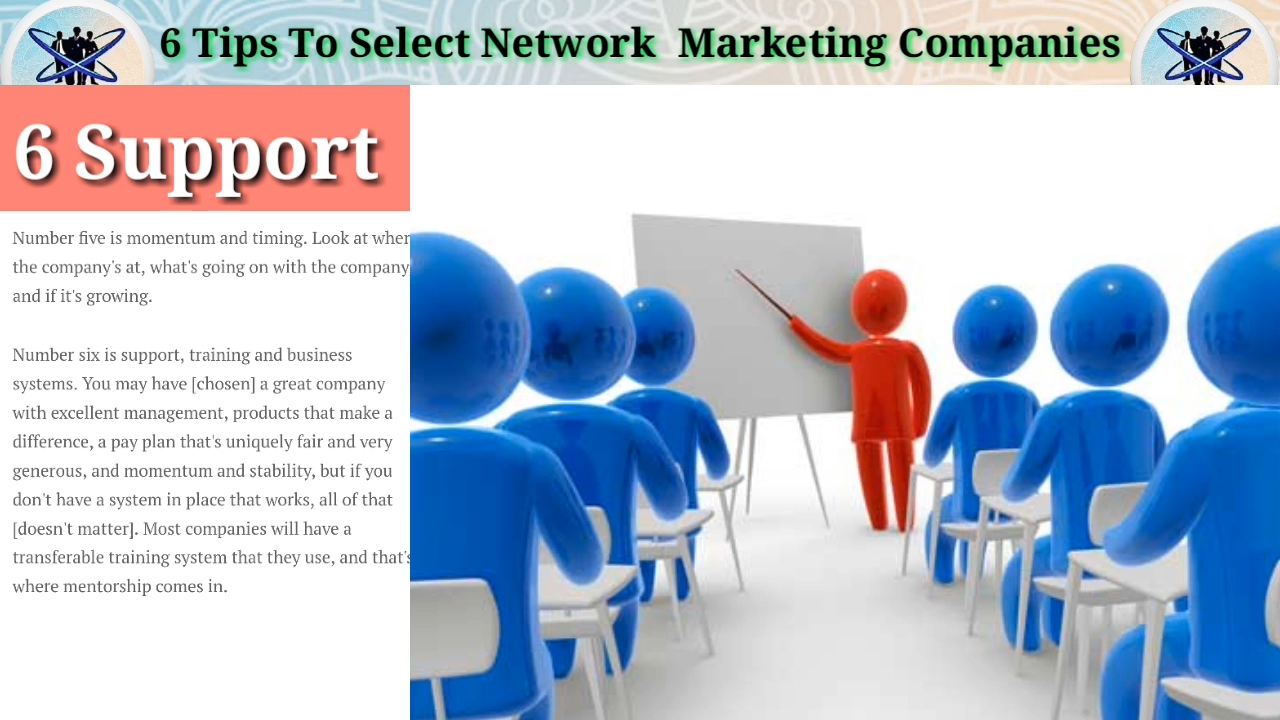 6 Tips To Select Network Marketing Companies
6 Support
Number five is momentum and timing. Look at wher
the company's at, what's going on with the company
and if it's growing.
Number six is support, training and business
systems. You may have [chosen] a great company
with excellent management, products that make a
difference, a pay plan that's uniquely fair and very
generous, and momentum and stability, but if you
don't have a system in place that works, all of that
[doesn't matter]. Most companies will have a
transferable training system that they use, and that's
where mentorship comes in.